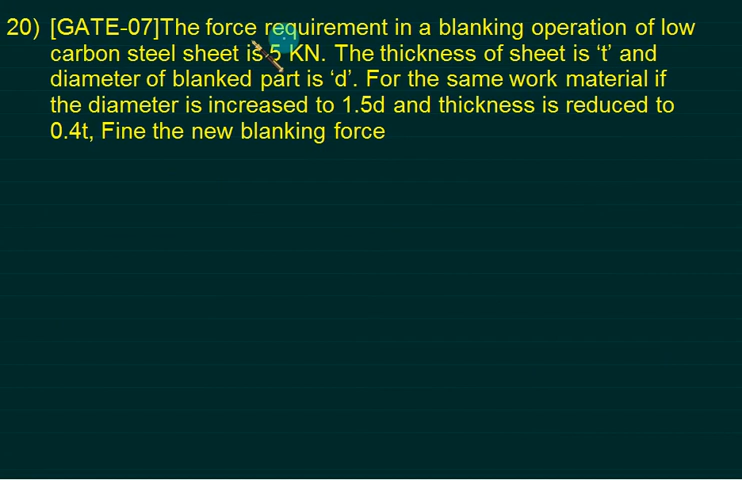 20) [GATE-07]The force requirement in a blanking operation of low
carbon steel sheet is 5 KN. The thickness of sheet is ‘t’ and
diameter of blanked part is ‘d’. For the same work material if
the diameter is increased to 1.5d and thickness is reduced to
0.4t, Fine the new blanking force